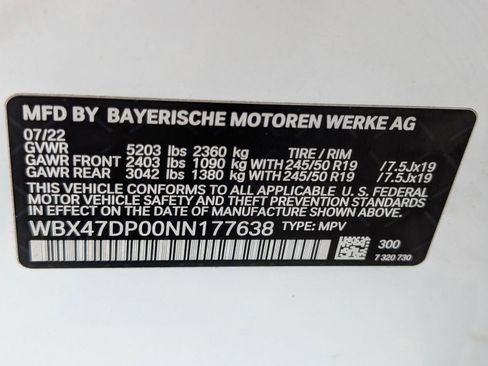 MFD BY BAYERISCHE MOTOREN WERKE AG
07/22
GVWR 5203 lbs 2360 kg TIRE / RIM
GAWR FRONT 2403 lbs 1090 kg WITH 245/50 R19 /7.5Jx19
GAWR REAR 3042 lbs 1380 kg WITH 245/50 R19 /7.5Jx19
THIS VEHICLE CONFORMS TO ALL APPLICABLE U. S. FEDERAL
MOTOR VEHICLE SAFETY AND THEFT PREVENTION STANDARDS
IN EFFECT ON THE DATE OF MANUFACTURE SHOWN ABOVE.
WBX47DP00NN177638 TYPE: MPV
300
7 320 730